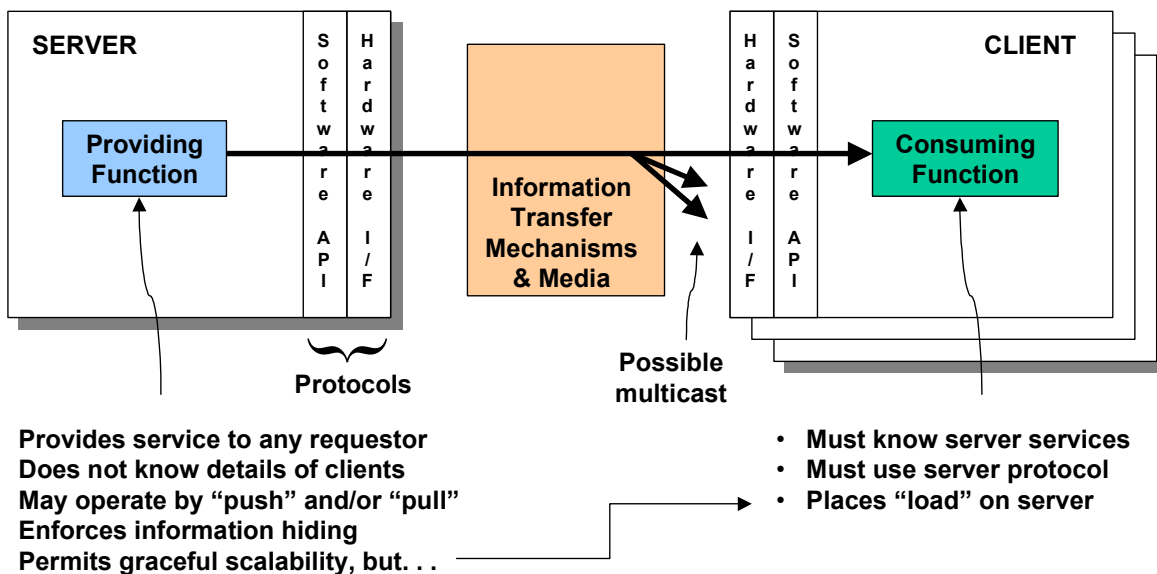 SERVER
Software API
Hardware I/F
Providing
Function
Information
Transfer
Mechanisms
& Media
Hardware I/F
Software API
CLIENT
Consuming
Function
Protocols
Possible
multicast
Provides service to any requestor
Does not know details of clients
May operate by “push” and/or “pull”
Enforces information hiding
Permits graceful scalability, but. . .
• Must know server services
• Must use server protocol
• Places “load” on server